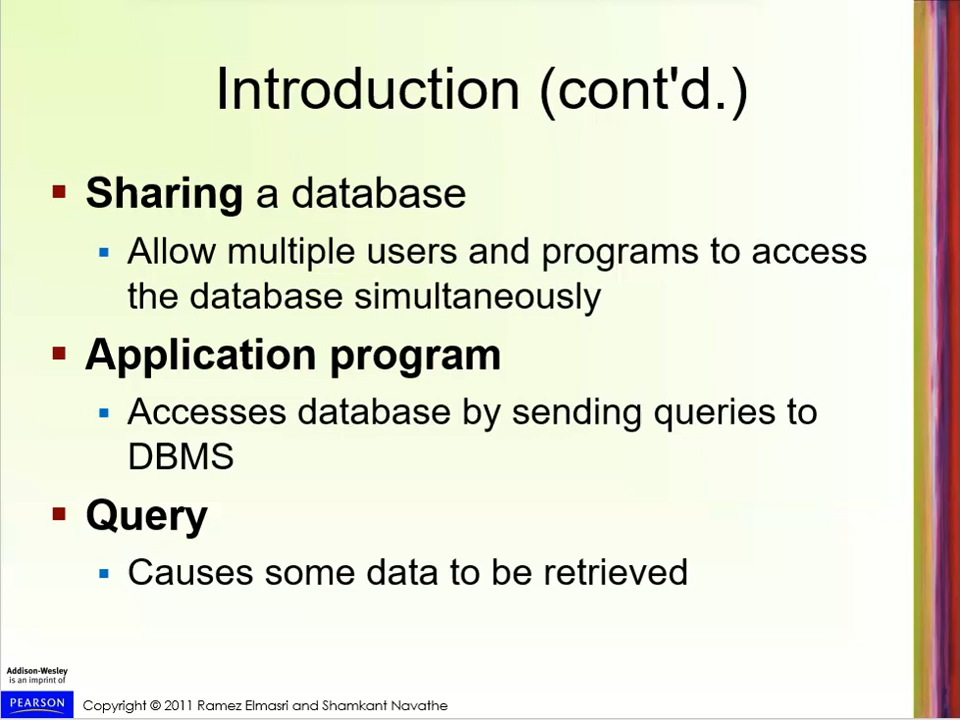 Introduction (cont'd.)
Sharing a database
Allow multiple users and programs to access
the database simultaneously
Application program
Accesses database by sending queries to
DBMS
Query
Causes some data to be retrieved
Addison-Wesley
is an imprint of
PEARSON
Copyright © 2011 Ramez Elmasri and Shamkant Navathe